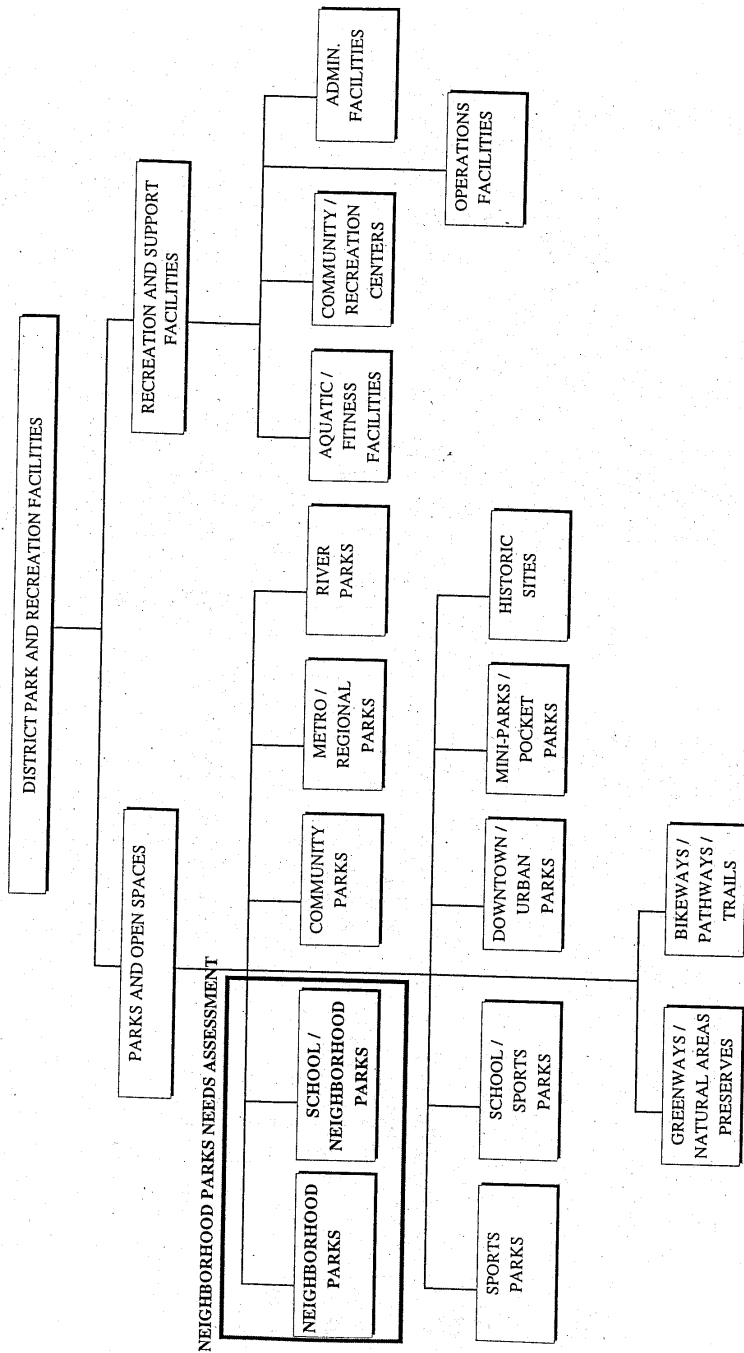 DISTRICT PARK AND RECREATION FACILITIES
PARKS AND OPEN SPACES
RECREATION AND SUPPORT
FACILITIES
NEIGHBORHOOD PARKS NEEDS ASSESSMENT
NEIGHBORHOOD
PARKS
SCHOOL /
NEIGHBORHOOD
PARKS
COMMUNITY
PARKS
METRO /
REGIONAL
PARKS
RIVER
PARKS
AQUATIC /
FITNESS
FACILITIES
COMMUNITY /
RECREATION
CENTERS
ADMIN.
FACILITIES
SPORTS
PARKS
SCHOOL /
SPORTS
PARKS
DOWNTOWN /
URBAN
PARKS
MINI-PARKS /
POCKET
PARKS
HISTORIC
SITES
OPERATIONS
FACILITIES
GREENWAYS /
NATURAL AREAS
PRESERVES
BIKEWAYS /
PATHWAYS /
TRAILS